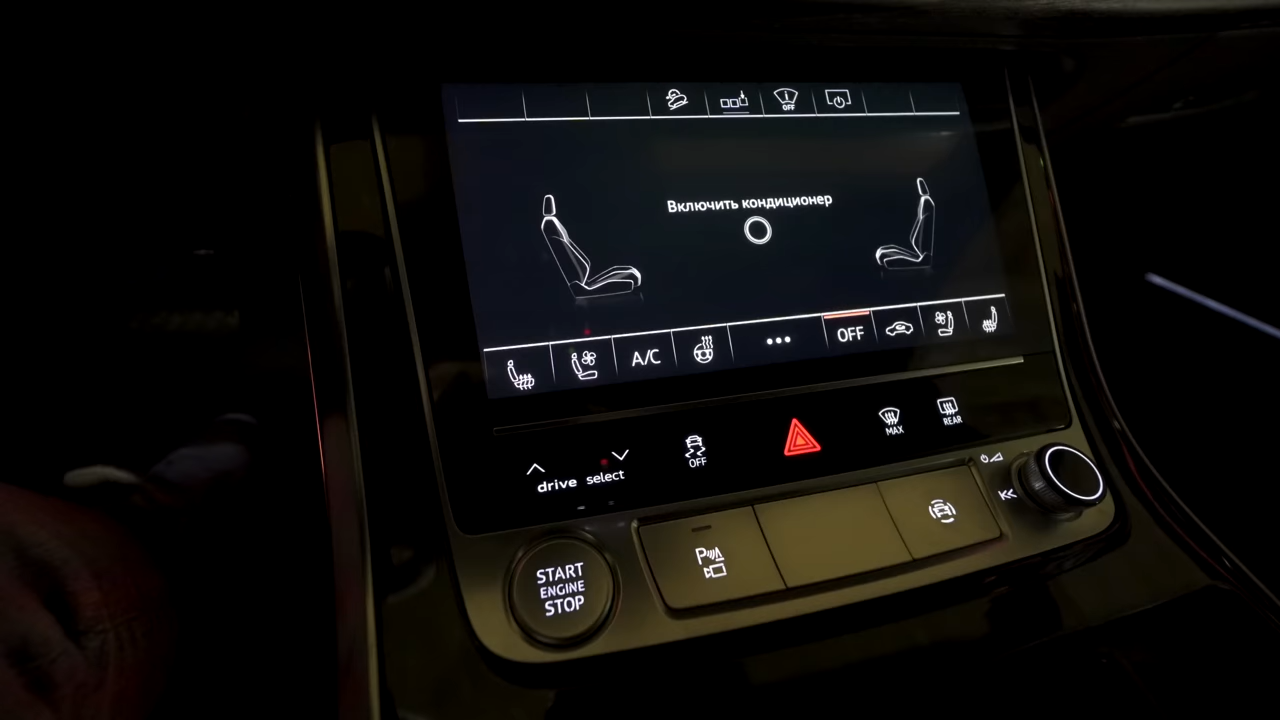 OFF
Включить кондиционер
A/C
OFF
drive select
OFF
MAX
REAR
START
ENGINE
STOP
P